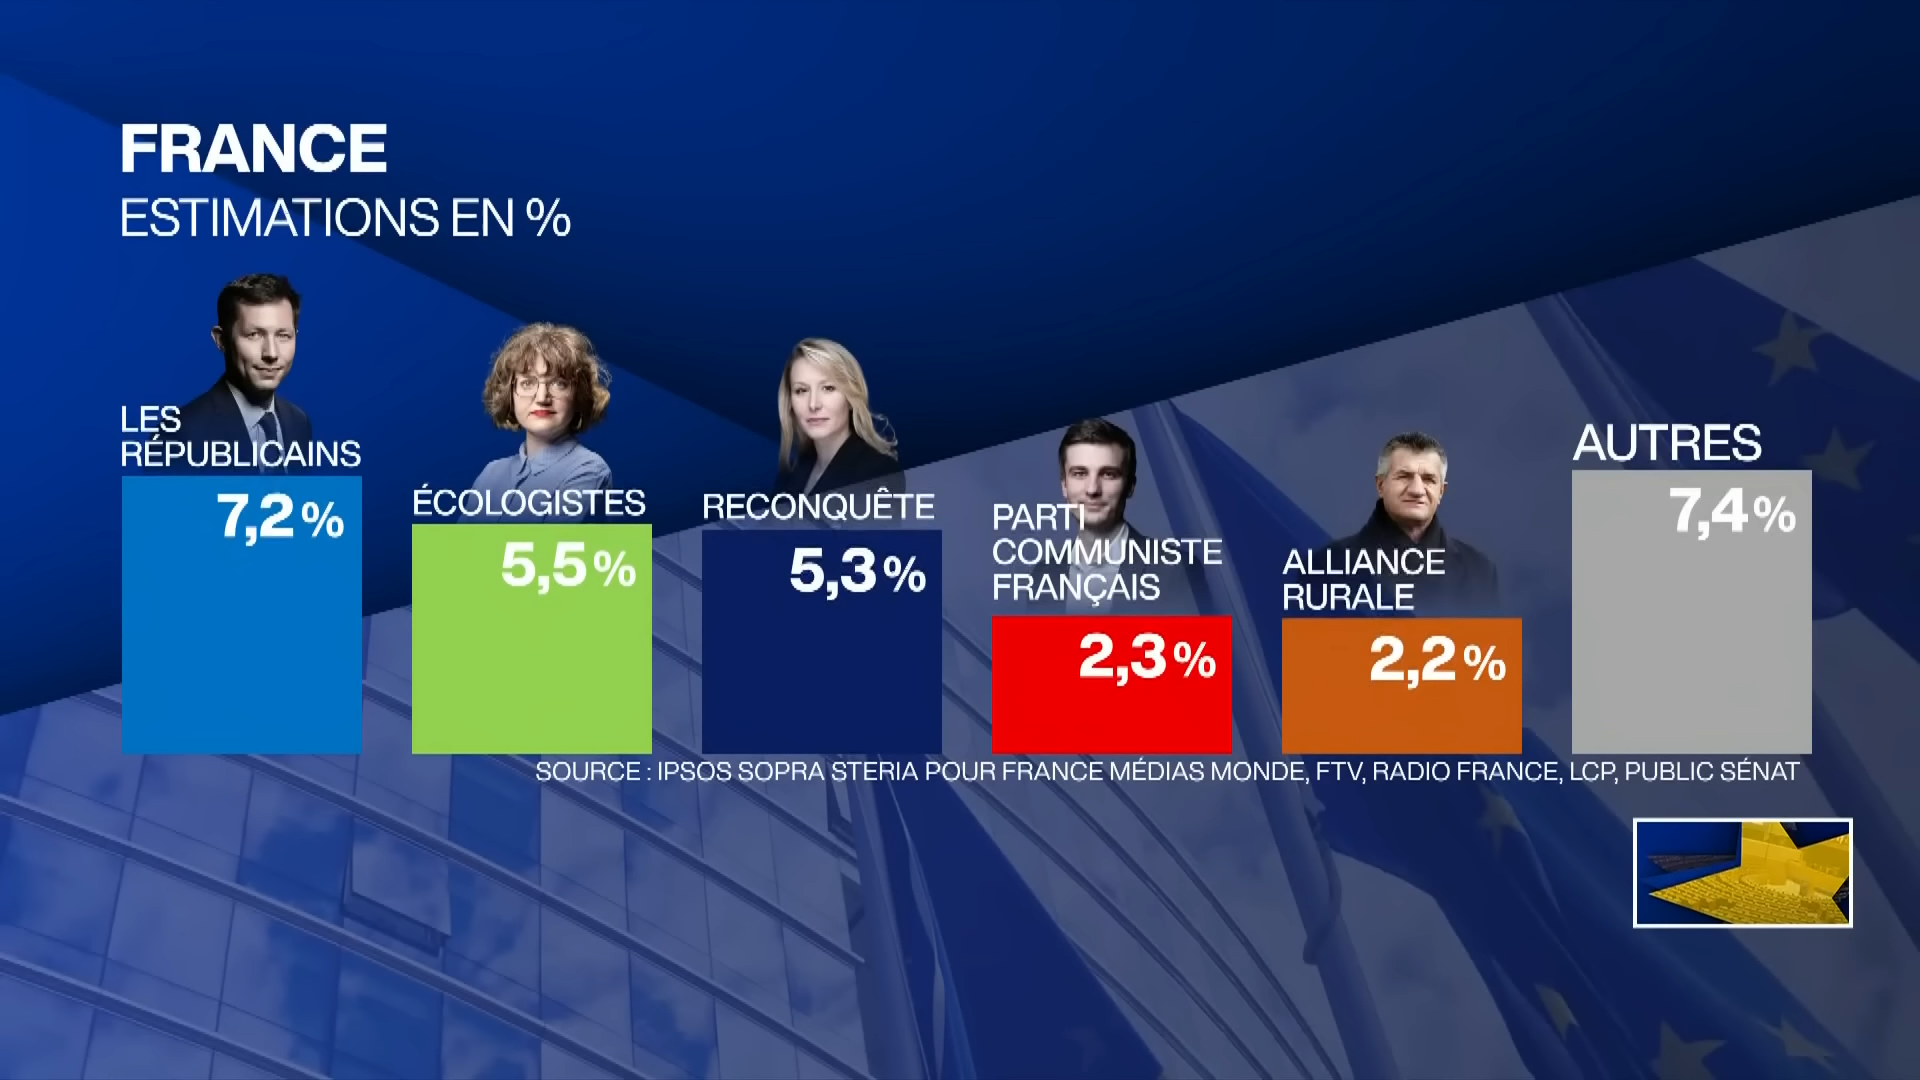 FRANCE
ESTIMATIONS EN %
LES
RÉPUBLICAINS
7,2 %
ÉCOLOGISTES
5,5 %
RECONQUÊTE
5,3 %
PARTI
COMMUNISTE
FRANÇAIS
2,3 %
ALLIANCE
RURALE
2,2 %
AUTRES
7,4 %
SOURCE : IPSOS SOPRA STERIA POUR FRANCE MÉDIAS MONDE, FTV, RADIO FRANCE, LCP, PUBLIC SÉNAT